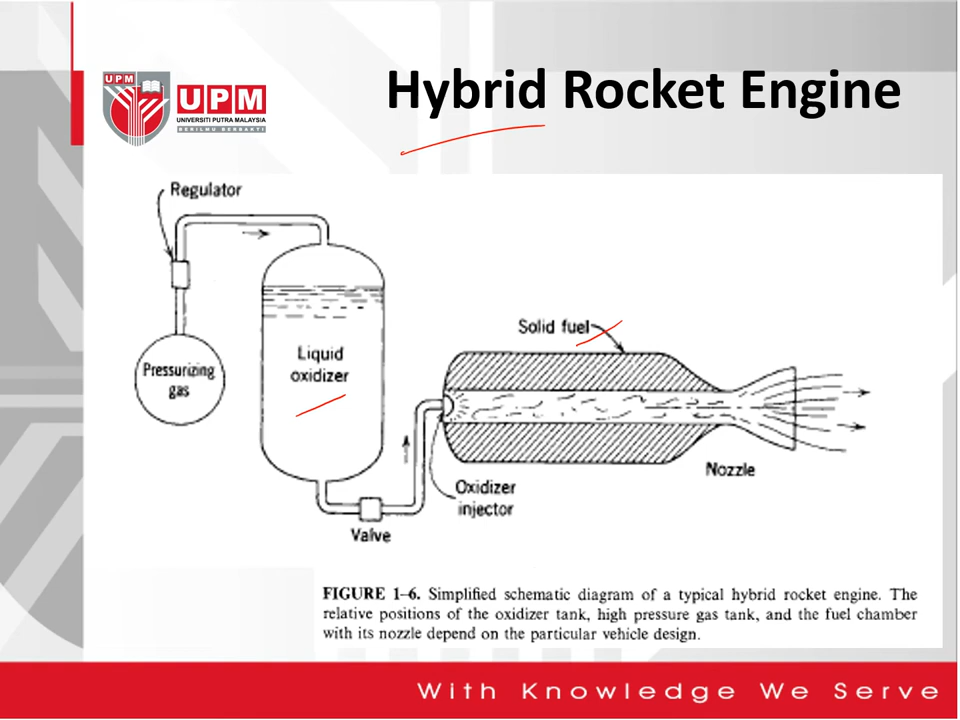 Hybrid Rocket Engine
UPM
UPM
UNIVERSITI PUTRA MALAYSIA
BERILMU BERBAKTI
Regulator
Pressurizing
gas
Liquid
oxidizer
Solid fuel
Nozzle
Oxidizer
injector
Valve
FIGURE 1–6. Simplified schematic diagram of a typical hybrid rocket engine. The
relative positions of the oxidizer tank, high pressure gas tank, and the fuel chamber
with its nozzle depend on the particular vehicle design.
With Knowledge We Serve